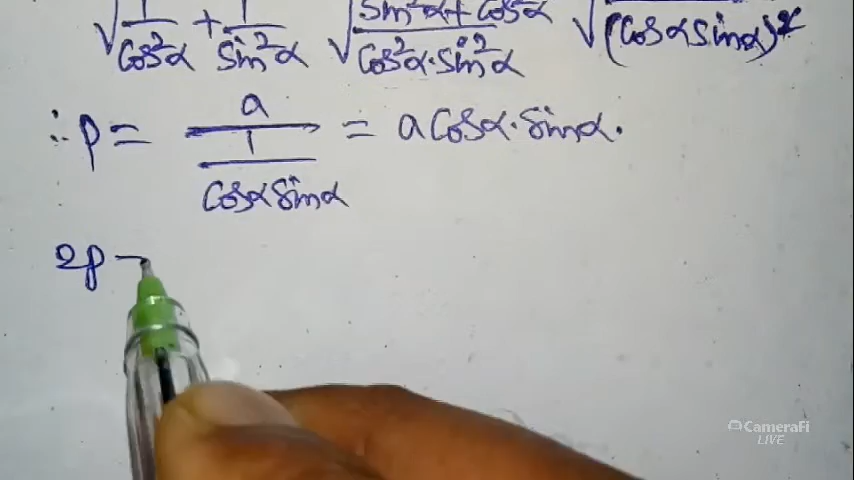 √(1/cos²α + 1/sin²α) √((sin²α + cos²α)/(cos²α·sin²α)) √ (cosα sinα)²
∴ p = a/(1/(cosα sinα)) = a cosα · sinα.
2p -
CameraFi
LIVE